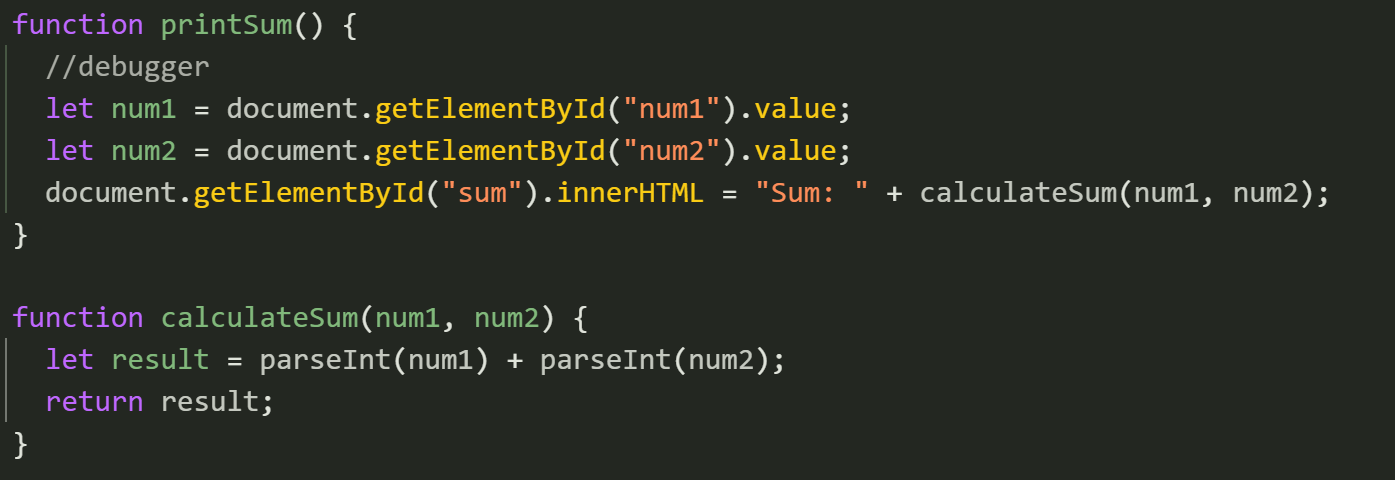 function printSum() {
  //debugger
  let num1 = document.getElementById("num1").value;
  let num2 = document.getElementById("num2").value;
  document.getElementById("sum").innerHTML = "Sum: " + calculateSum(num1, num2);
}

function calculateSum(num1, num2) {
  let result = parseInt(num1) + parseInt(num2);
  return result;
}